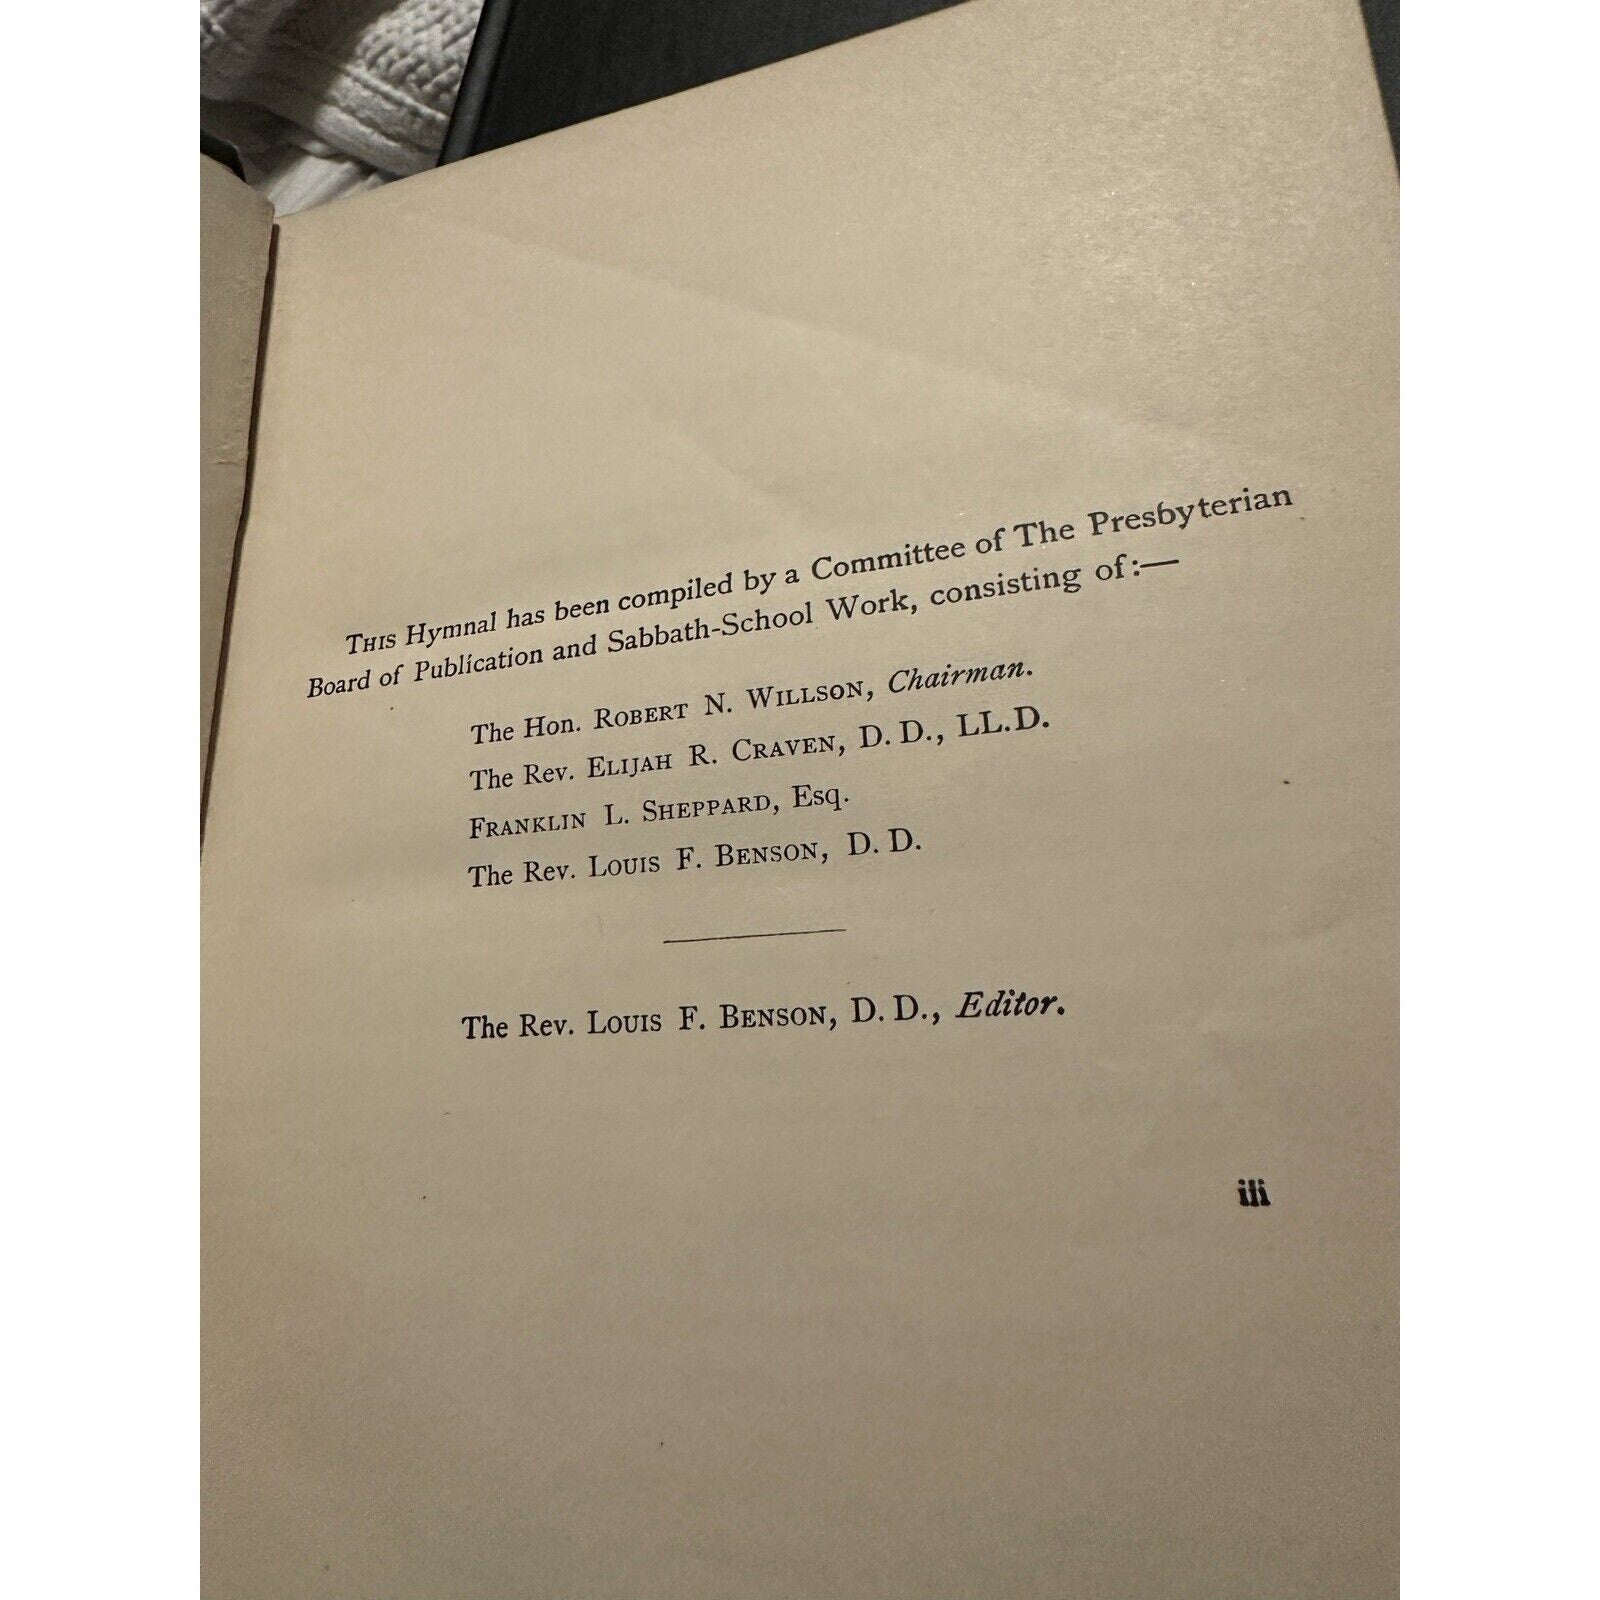 THIS Hymnal has been compiled by a Committee of The Presbyterian
Board of Publication and Sabbath-School Work, consisting of:—
The Hon. ROBERT N. WILLSON, Chairman.
The Rev. ELIJAH R. CRAVEN, D. D., LL.D.
FRANKLIN L. SHEPPARD, Esq.
The Rev. LOUIS F. BENSON, D. D.
The Rev. LOUIS F. BENSON, D. D., Editor.
iii